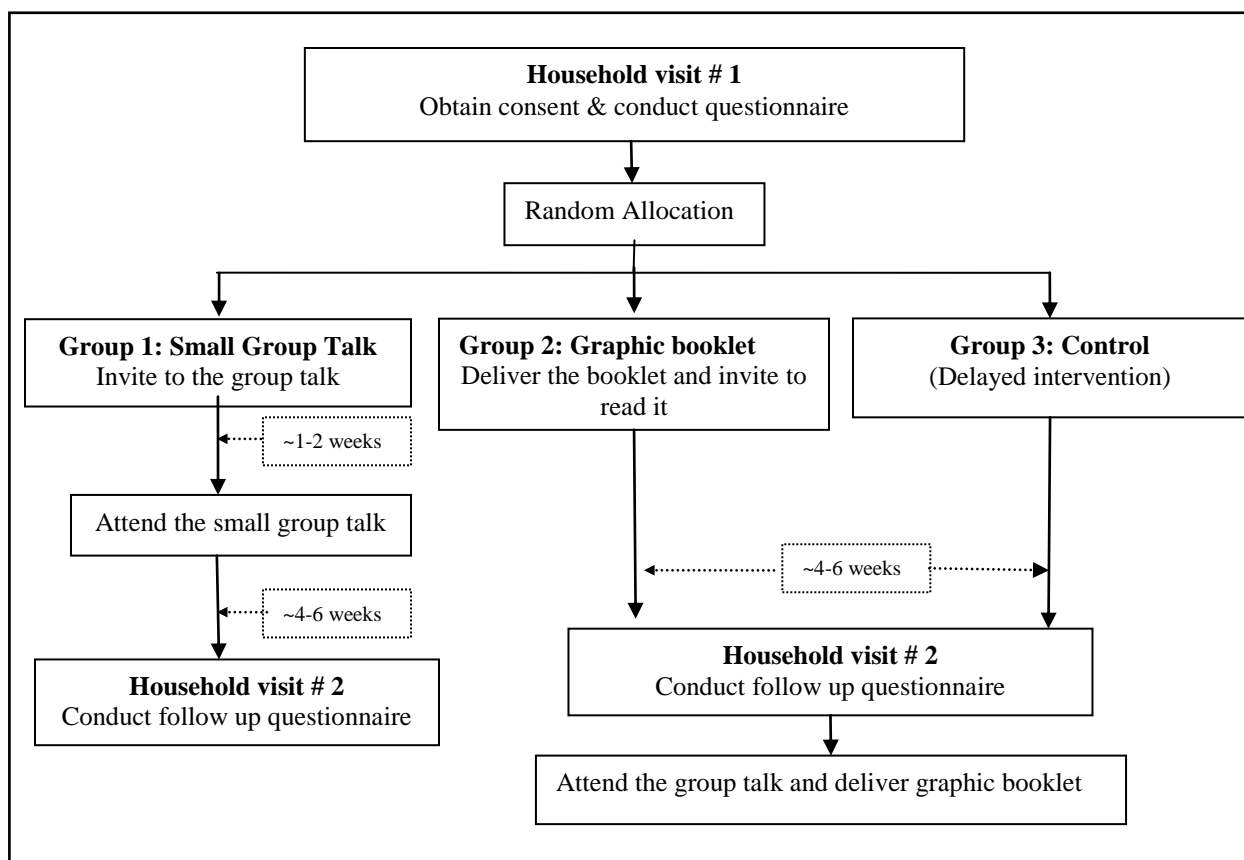 Household visit # 1
Obtain consent & conduct questionnaire
Random Allocation
Group 1: Small Group Talk
Invite to the group talk
Group 2: Graphic booklet
Deliver the booklet and invite to
read it
Group 3: Control
(Delayed intervention)
~1-2 weeks
Attend the small group talk
~4-6 weeks
~4-6 weeks
Household visit # 2
Conduct follow up questionnaire
Household visit # 2
Conduct follow up questionnaire
Attend the group talk and deliver graphic booklet